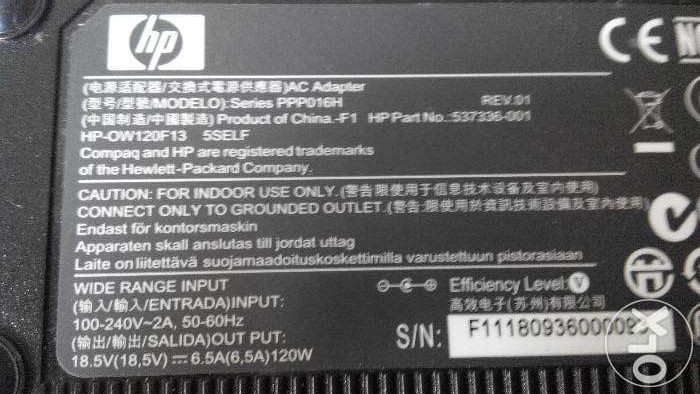 hp
CE NO
(电源适配器/交換式電源供應器)AC Adapter
(型号/型號/MODELO):Series PPP016H REV:01
(中国制造/中國製造) Product of China.-F1 HP Part No.:537336-001
HP-OW120F13 5SELF
Compaq and HP are registered trademarks
of the Hewlett-Packard Company.
CAUTION: FOR INDOOR USE ONLY.(警告:限使用于信息技术设备及室内使用)
CONNECT ONLY TO GROUNDED OUTLET.(警告:限使用於資訊技術設備及室內使用)
Endast för kontorsmaskin
Apparaten skall anslutas till jordat uttag
Laite on liitettävä suojamaadoituskoskettimilla varustettuun pistorasiaan
WIDE RANGE INPUT Efficiency Level:V
(输入/輸入/ENTRADA)INPUT: 高效电子(苏州)有限公司
100-240V~2A, 50-60Hz
(输出/輸出/SALIDA)OUT PUT: S/N: F11180936000
18.5V(18,5V)⎓6.5A(6,5A)120W
OLX